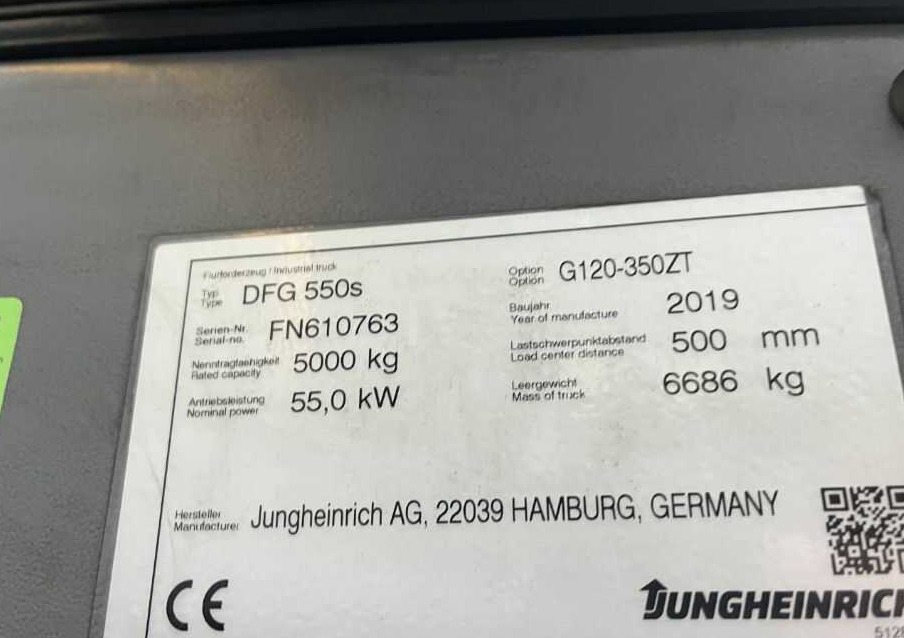 Flurförderzeug / Industrial truck
Typ
Type
DFG 550s
Option
Option
G120-350ZT
Serien-Nr.
Serial-no.
FN610763
Baujahr
Year of manufacture
2019
Nenntragfaehigkeit
Rated capacity
5000 kg
Lastschwerpunktabstand
Load center distance
500 mm
Antriebsleistung
Nominal power
55,0 kW
Leergewicht
Mass of truck
6686 kg
Hersteller
Manufacturer
Jungheinrich AG, 22039 HAMBURG, GERMANY
CE
JUNGHEINRICH